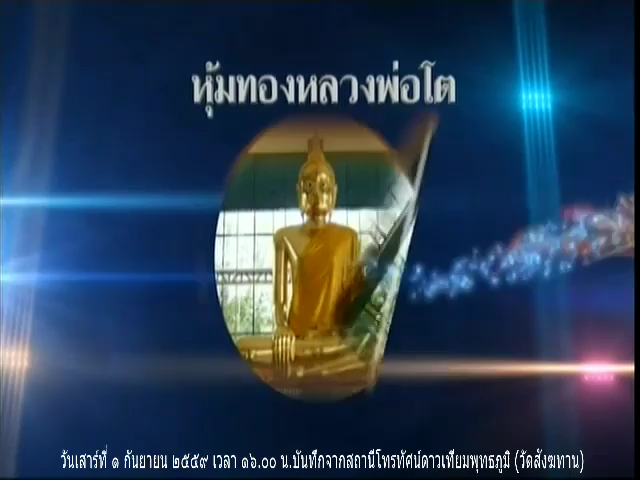 หุ้มทองหลวงพ่อโต
วันเสาร์ที่ ๑ กันยายน ๒๕๕๙ เวลา ๑๖.๐๐ น.บันทึกจากสถานีโทรทัศน์ดาวเทียมพุทธภูมิ (วัดสังฆทาน)